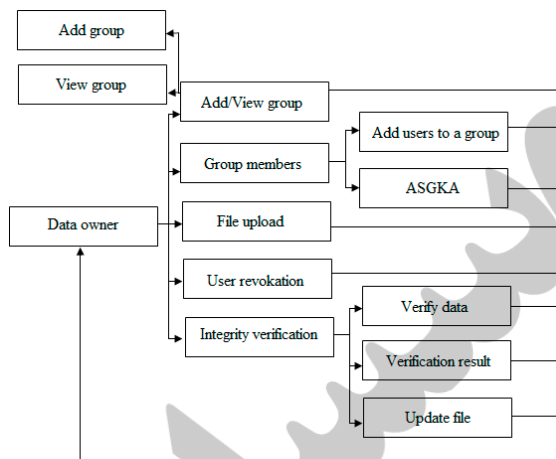 Add group
View group
Add/View group
Add users to a group
Group members
ASGKA
Data owner
File upload
User revokation
Verify data
Integrity verification
Verification result
Update file